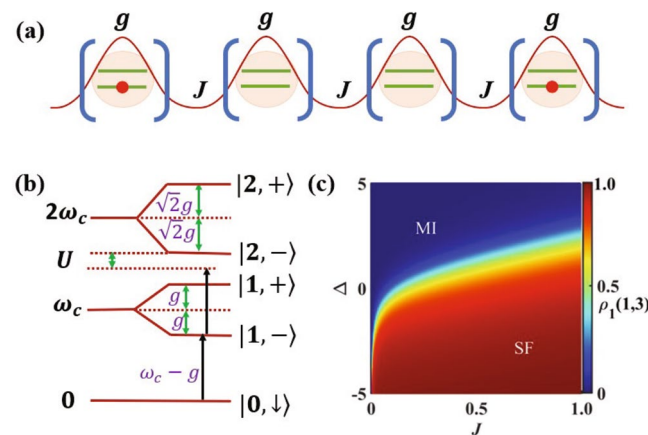 (a) g g g g
J J J
(b)
2ω_c √2g |2,+⟩
√2g
U |2,−⟩
|1,+⟩
ω_c g
g |1,−⟩
ω_c − g
0 |0,↓⟩
(c)
5 1.0
MI
Δ 0 0.5 ρ₁(1,3)
SF
-5 0
0 0.5 1.0
J